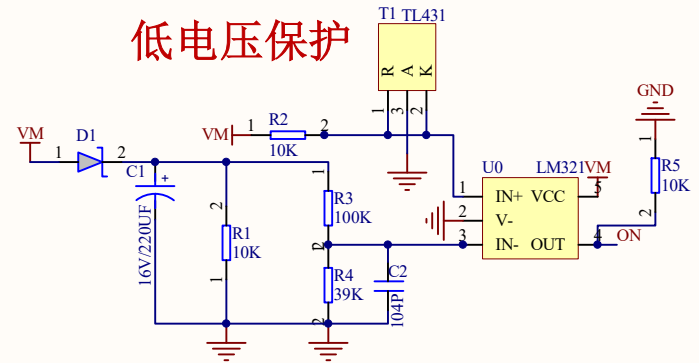 T1 TL431
低电压保护
R A K
1 3 2
GND
VM D1
1 2
VM 1 R2 2
10K
U0 LM321 VM
1 IN+ VCC 5
2 V-
3 IN- OUT 4 ON
1 R5
10K
2
C1 +
16V/220UF
2
R1
10K
1
1
R3
100K
2
1
R4
39K
2
C2
104P